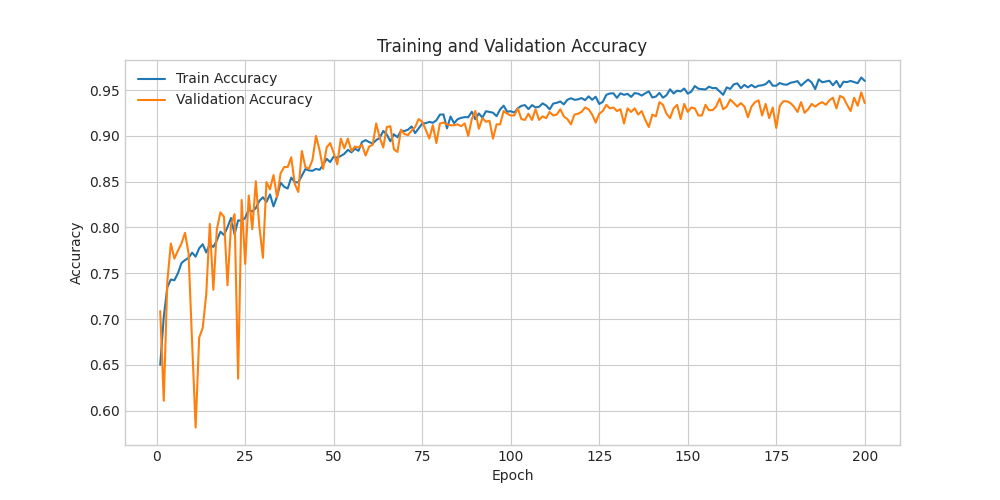 Training and Validation Accuracy
Train Accuracy
Validation Accuracy
Accuracy
0.95
0.90
0.85
0.80
0.75
0.70
0.65
0.60
0 25 50 75 100 125 150 175 200
Epoch